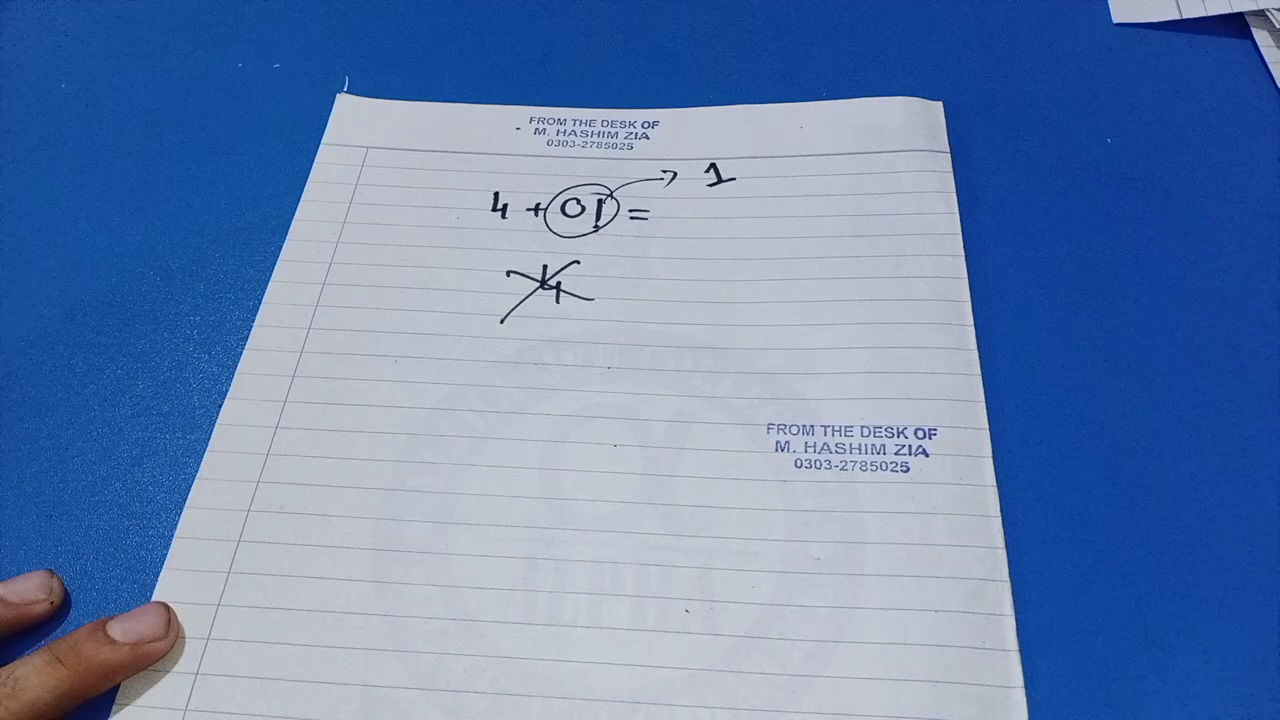 FROM THE DESK OF
M. HASHIM ZIA
0303-2785025
1
4 + 0! =
4
FROM THE DESK OF
M. HASHIM ZIA
0303-2785025